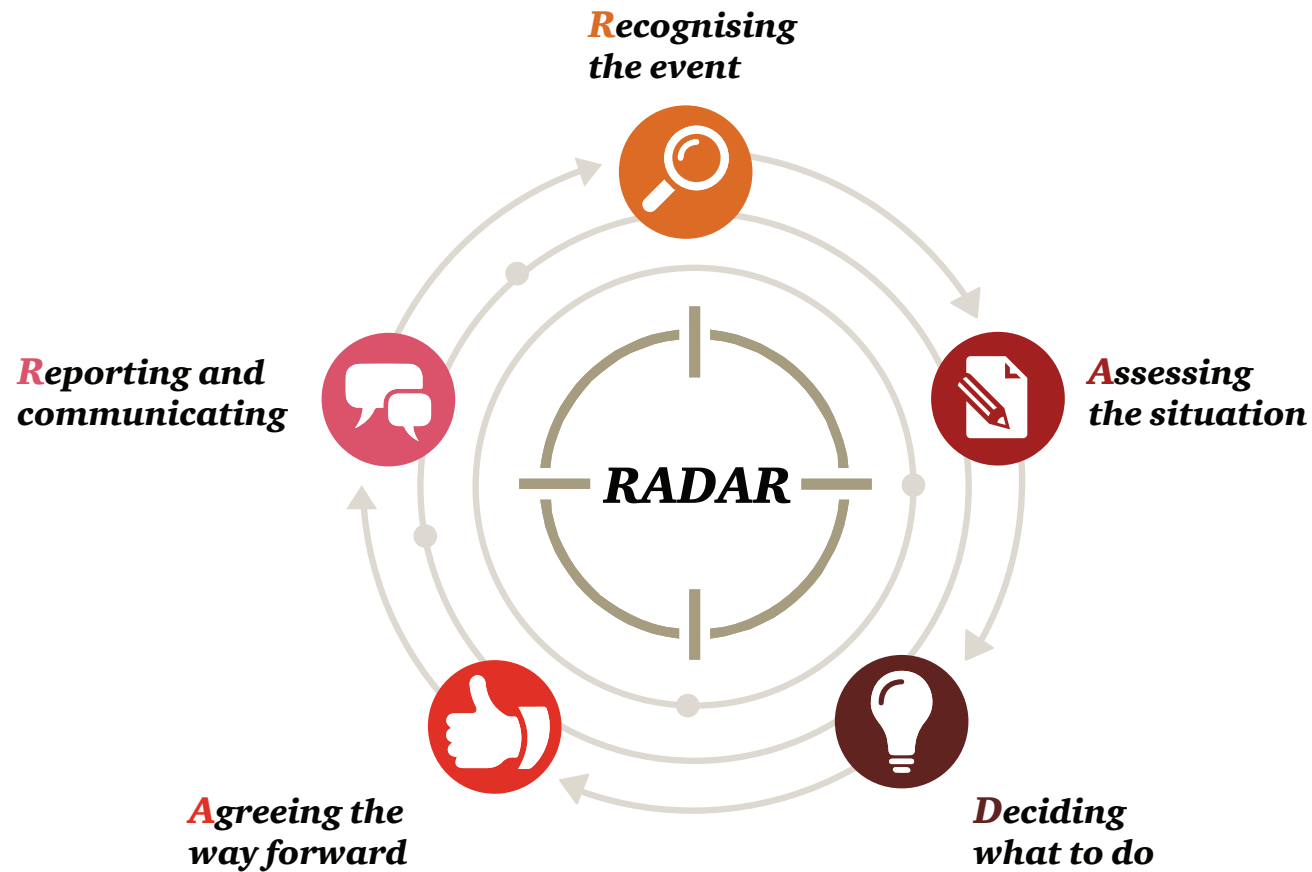 Recognising
the event
Assessing
the situation
Deciding
what to do
Agreeing the
way forward
Reporting and
communicating
RADAR